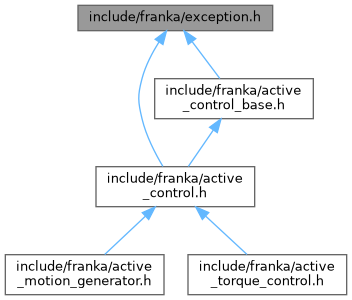 include/franka/exception.h
include/franka/active
_control_base.h
include/franka/active
_control.h
include/franka/active
_motion_generator.h
include/franka/active
_torque_control.h